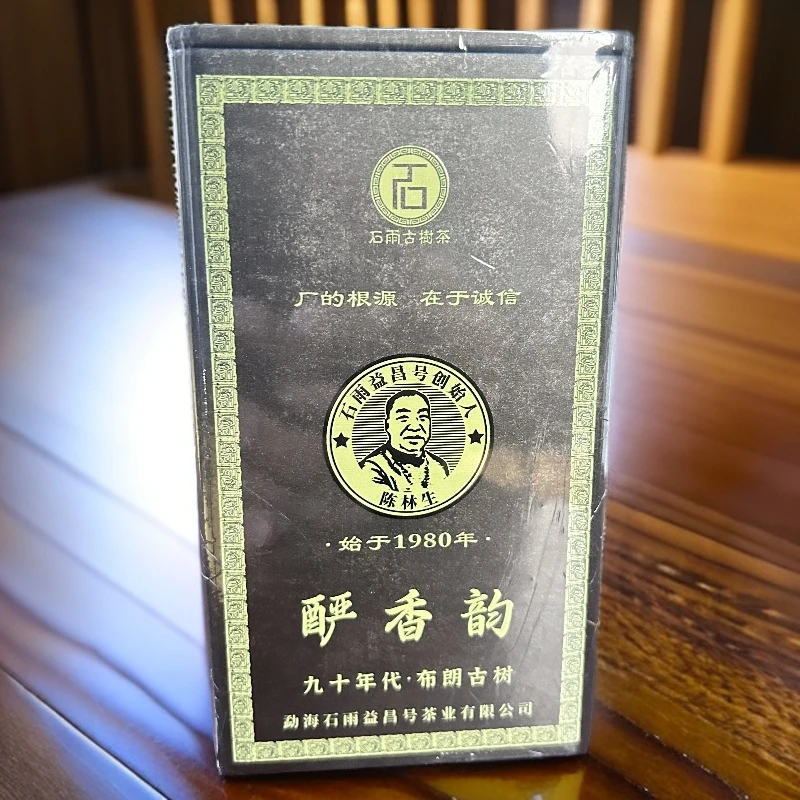 石
石雨古樹茶
厂的根源 在于诚信
石雨益昌号创始人
陈林生
·始于1980年·
酽香韵
九十年代·布朗古树
勐海石雨益昌号茶业有限公司